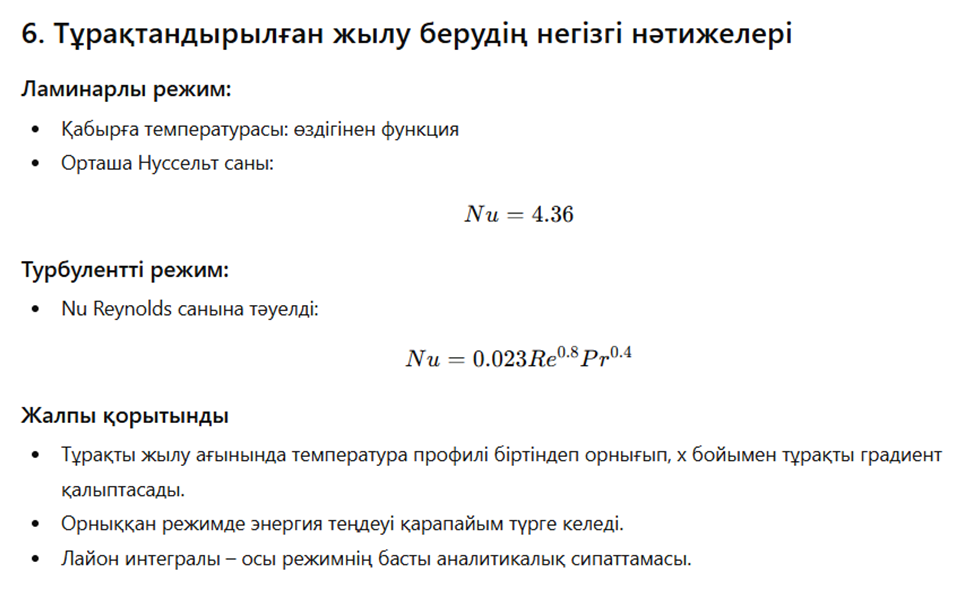 6. Тұрақтандырылған жылу берудің негізгі нәтижелері
Ламинарлы режим:
• Қабырға температурасы: өздігінен функция
• Орташа Нуссельт саны:
Nu = 4.36
Турбулентті режим:
• Nu Reynolds санына тәуелді:
Nu = 0.023Re^0.8 Pr^0.4
Жалпы қорытынды
• Тұрақты жылу ағынында температура профилі біртіндеп орнығып, x бойымен тұрақты градиент
қалыптасады.
• Орныққан режимде энергия теңдеуі қарапайым түрге келеді.
• Лайон интегралы – осы режимнің басты аналитикалық сипаттамасы.